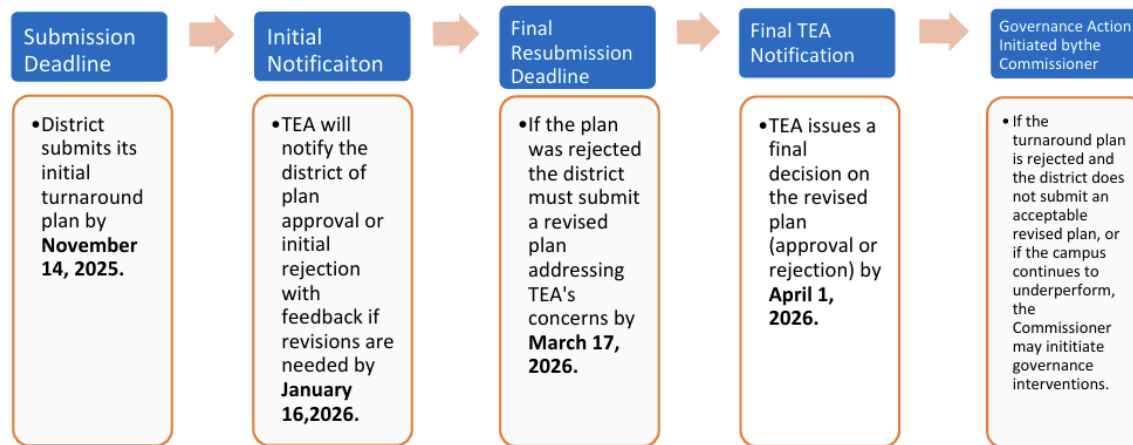 Submission
Deadline
•District
submits its
initial
turnaround
plan by
November
14, 2025.
Initial
Notificaiton
•TEA will
notify the
district of
plan
approval or
initial
rejection
with
feedback if
revisions are
needed by
January
16,2026.
Final
Resubmission
Deadline
•If the plan
was rejected
the district
must submit
a revised
plan
addressing
TEA's
concerns by
March 17,
2026.
Final TEA
Notification
•TEA issues a
final
decision on
the revised
plan
(approval or
rejection) by
April 1,
2026.
Governance Action
Initiated bythe
Commissioner
• If the
turnaround plan
is rejected and
the district does
not submit an
acceptable
revised plan, or
if the campus
continues to
underperform,
the
Commissioner
may inititiate
governance
interventions.